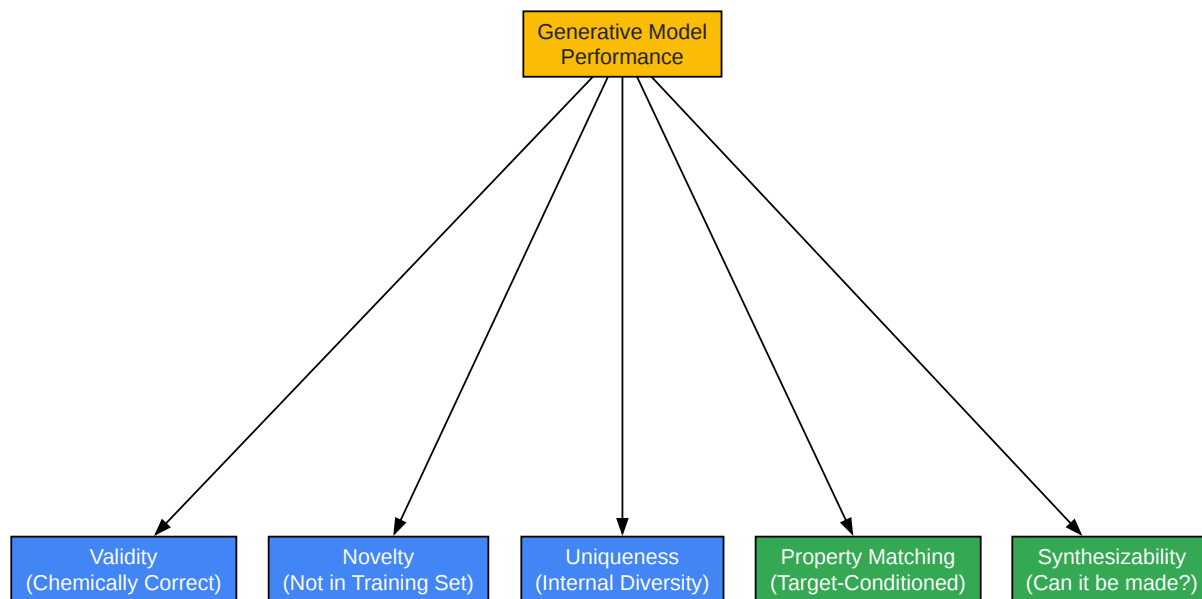 Generative Model
Performance
Validity
(Chemically Correct)
Novelty
(Not in Training Set)
Uniqueness
(Internal Diversity)
Property Matching
(Target-Conditioned)
Synthesizability
(Can it be made?)